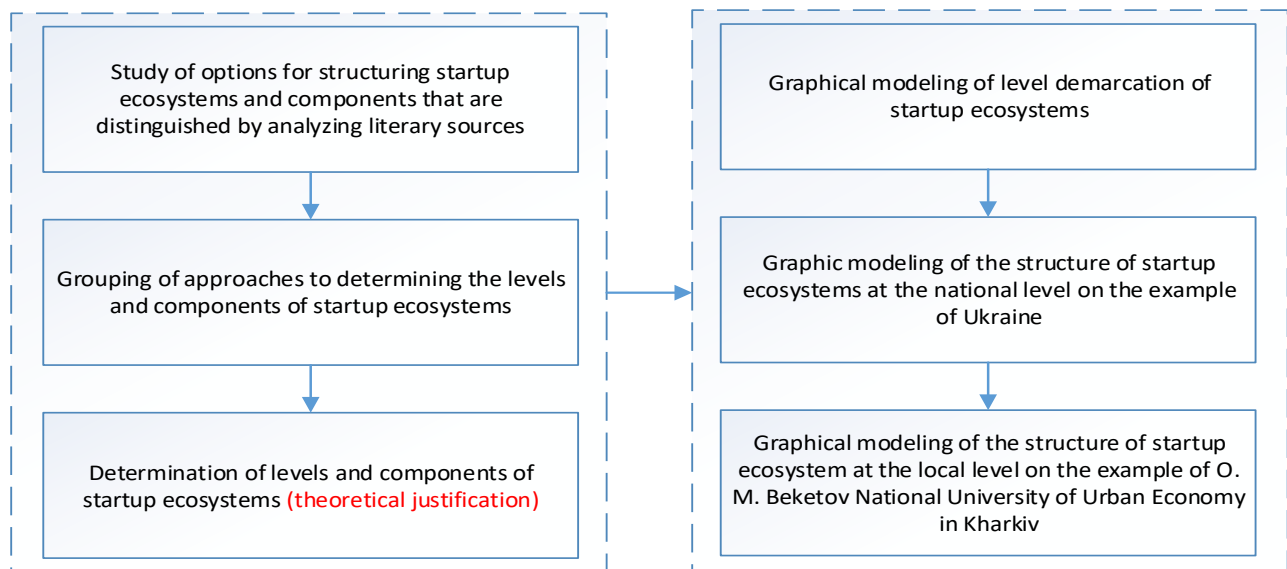 Study of options for structuring startup
ecosystems and components that are
distinguished by analyzing literary sources
Grouping of approaches to determining the levels
and components of startup ecosystems
Determination of levels and components of
startup ecosystems (theoretical justification)
Graphical modeling of level demarcation of
startup ecosystems
Graphic modeling of the structure of startup
ecosystems at the national level on the example
of Ukraine
Graphical modeling of the structure of startup
ecosystem at the local level on the example of O.
M. Beketov National University of Urban Economy
in Kharkiv